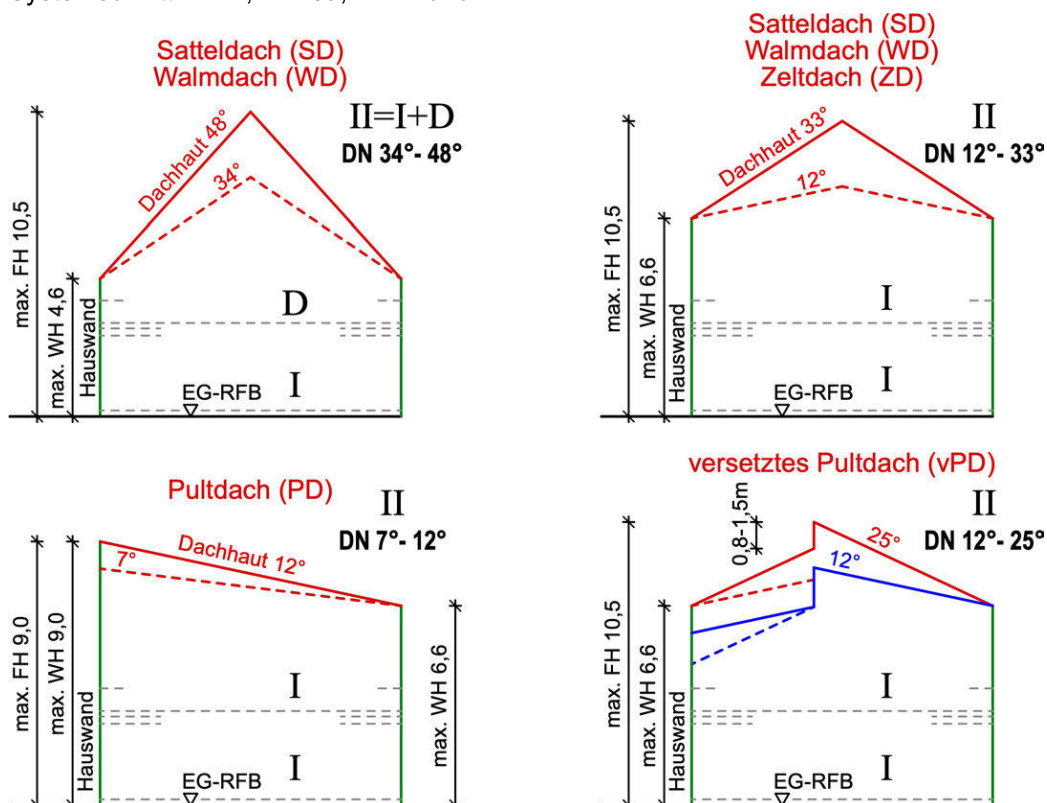 Satteldach (SD)
Walmdach (WD)
II=I+D
DN 34°- 48°
Dachhaut 48°
34°
max. FH 10,5
max. WH 4,6
Hauswand
D
I
EG-RFB
Satteldach (SD)
Walmdach (WD)
Zeltdach (ZD)
II
DN 12°- 33°
Dachhaut 33°
12°
max. FH 10,5
max. WH 6,6
Hauswand
I
I
EG-RFB
Pultdach (PD)
II
DN 7°- 12°
Dachhaut 12°
7°
max. FH 9,0
max. WH 9,0
Hauswand
max. WH 6,6
I
I
EG-RFB
versetztes Pultdach (vPD)
II
DN 12°- 25°
0,8-1,5m
25°
12°
max. FH 10,5
max. WH 6,6
Hauswand
I
I
EG-RFB